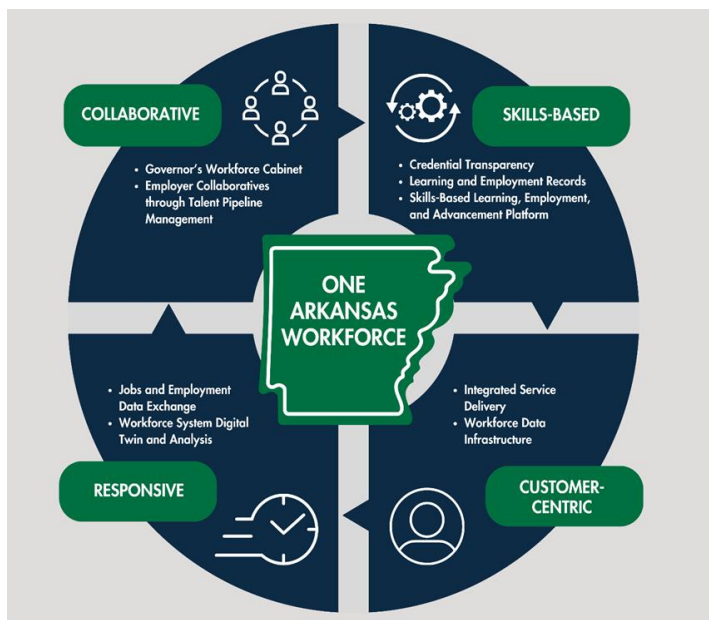 COLLABORATIVE
• Governor's Workforce Cabinet
• Employer Collaboratives
through Talent Pipeline
Management
SKILLS-BASED
• Credential Transparency
• Learning and Employment Records
• Skills-Based Learning, Employment,
and Advancement Platform
ONE
ARKANSAS
WORKFORCE
• Jobs and Employment
Data Exchange
• Workforce System Digital
Twin and Analysis
RESPONSIVE
• Integrated Service
Delivery
• Workforce Data
Infrastructure
CUSTOMER-
CENTRIC